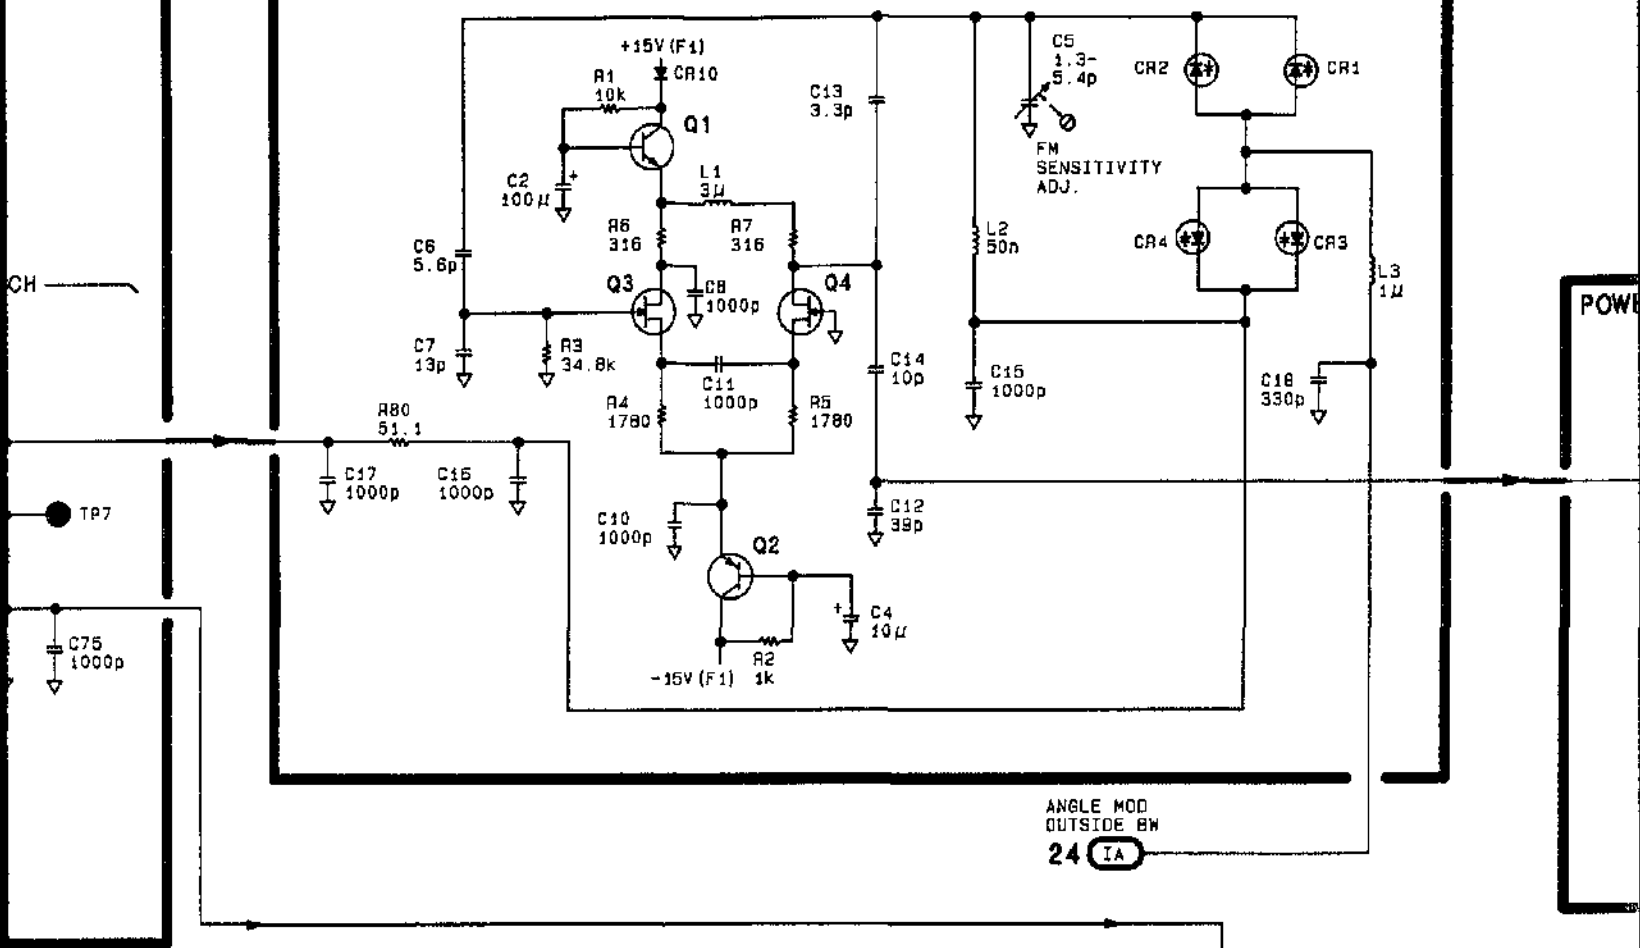 +15V(F1)
CR10
R1
10k
Q1
C2
+
100µ
L1
3µ
R6
316
R7
316
C6
5.6p
Q3
C8
1000p
Q4
C7
13p
R3
34.8k
C11
1000p
R4
1780
R5
1780
C13
3.3p
C14
10p
C12
39p
C5
1.3-
5.4p
FM
SENSITIVITY
ADJ.
L2
50n
C15
1000p
CR2
CR1
CR4
CR3
L3
1µ
C18
330p
CH
R80
51.1
C17
1000p
C16
1000p
TP7
C10
1000p
Q2
+
C4
10µ
R2
1k
-15V(F1)
C75
1000p
ANGLE MOD
OUTSIDE BW
24 IA
POWE